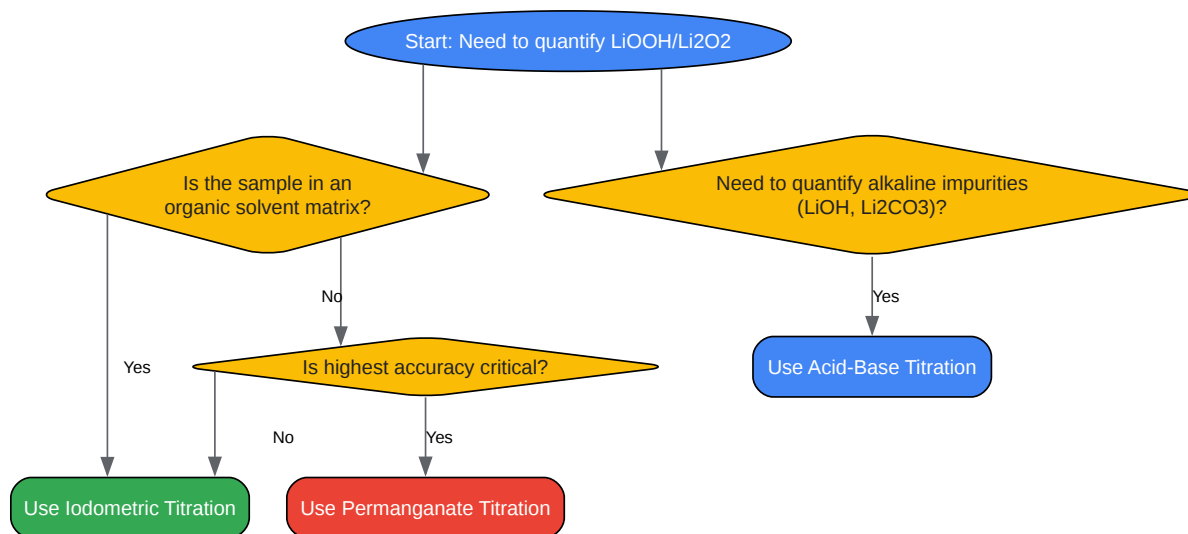 Start: Need to quantify LiOOH/Li2O2
Is the sample in an
organic solvent matrix?
Need to quantify alkaline impurities
(LiOH, Li2CO3)?
No
Yes
Yes
Is highest accuracy critical?
Use Acid-Base Titration
No
Yes
Use Iodometric Titration
Use Permanganate Titration